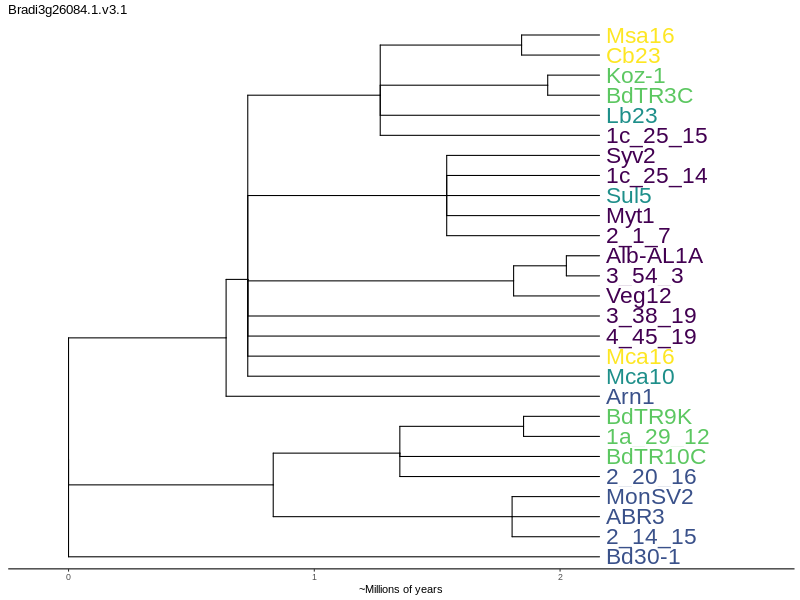 Bradi3g26084.1.v3.1
Msa16
Cb23
Koz-1
BdTR3C
Lb23
1c_25_15
Syv2
1c_25_14
Sul5
Myt1
2_1_7
Alb-AL1A
3_54_3
Veg12
3_38_19
4_45_19
Mca16
Mca10
Arn1
BdTR9K
1a_29_12
BdTR10C
2_20_16
MonSV2
ABR3
2_14_15
Bd30-1
0 1 2
~Millions of years